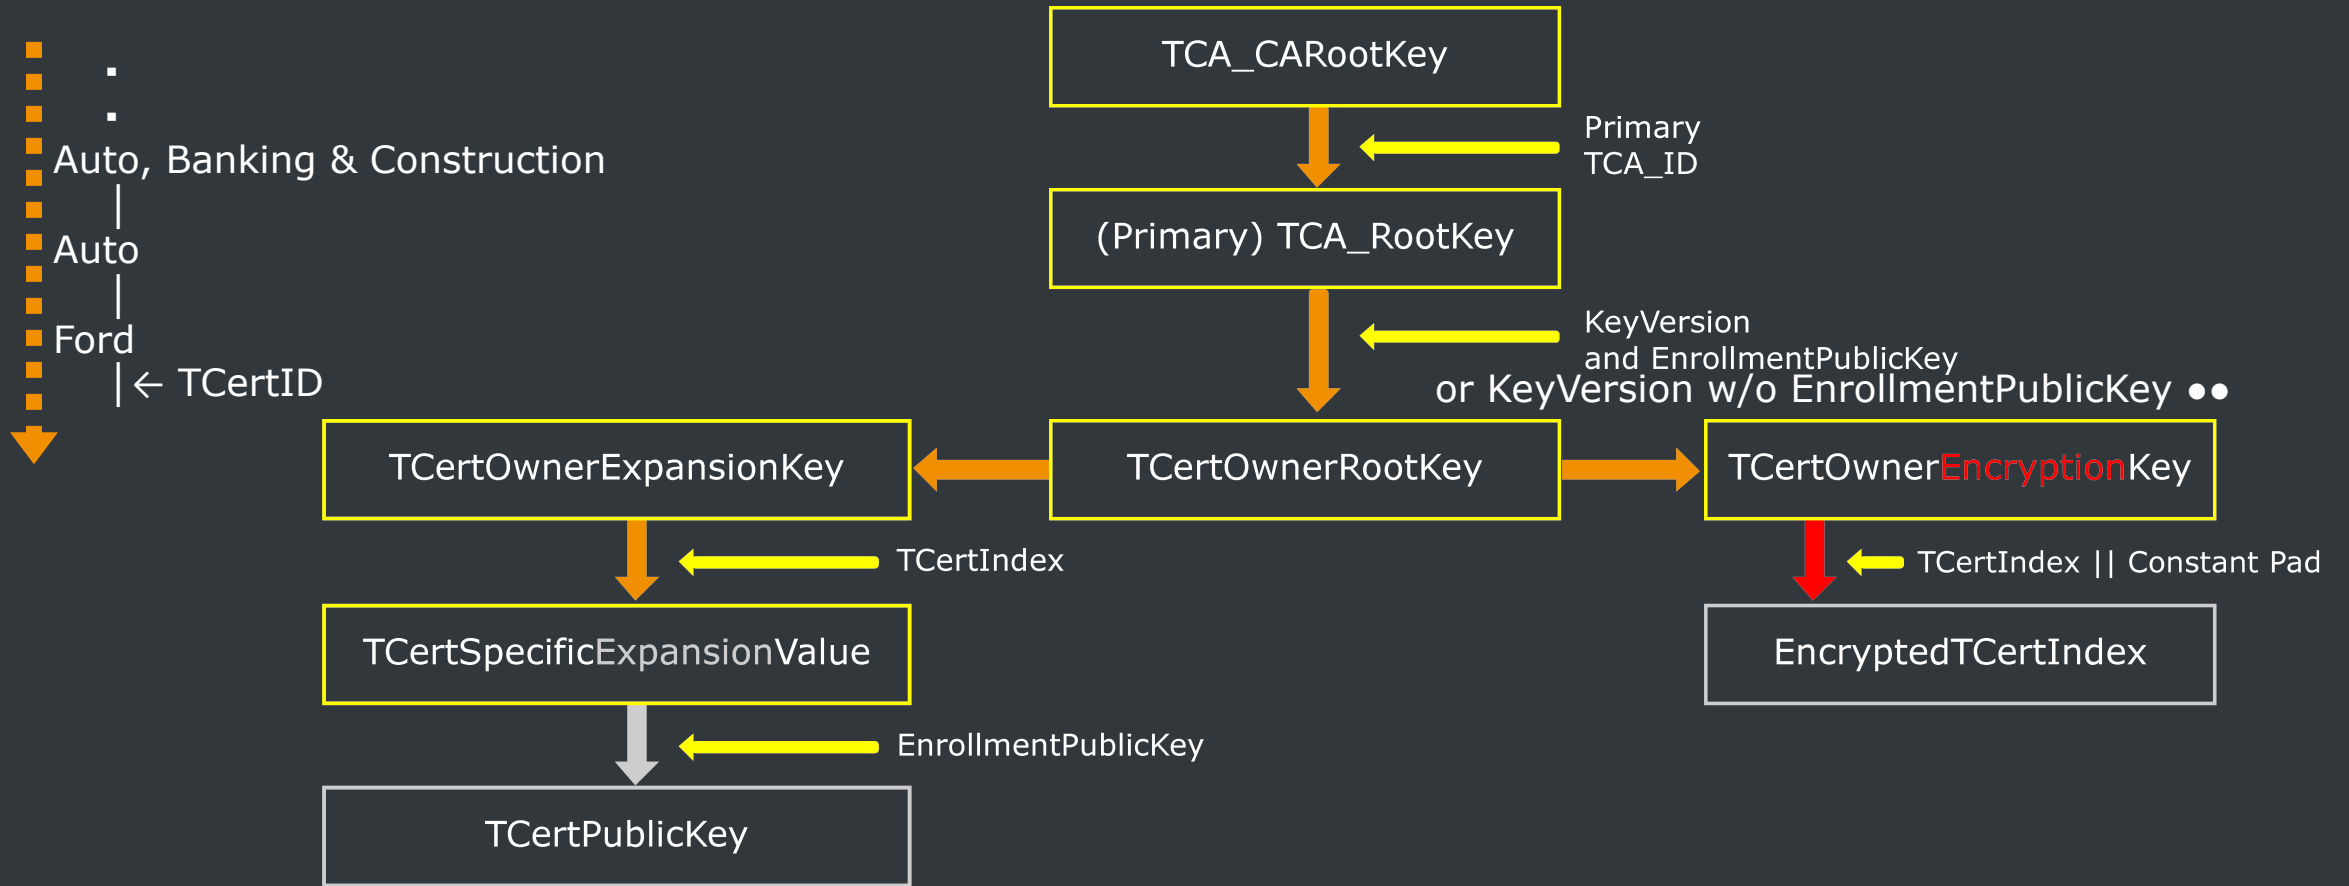 TCA_CARootKey
Primary
TCA_ID
Auto, Banking & Construction
(Primary) TCA_RootKey
Auto
KeyVersion
and EnrollmentPublicKey
Ford
or KeyVersion w/o EnrollmentPublicKey ●●
← TCertID
TCertOwnerExpansionKey
TCertOwnerRootKey
TCertOwnerEncryptionKey
TCertIndex
TCertIndex || Constant Pad
TCertSpecificExpansionValue
EncryptedTCertIndex
EnrollmentPublicKey
TCertPublicKey